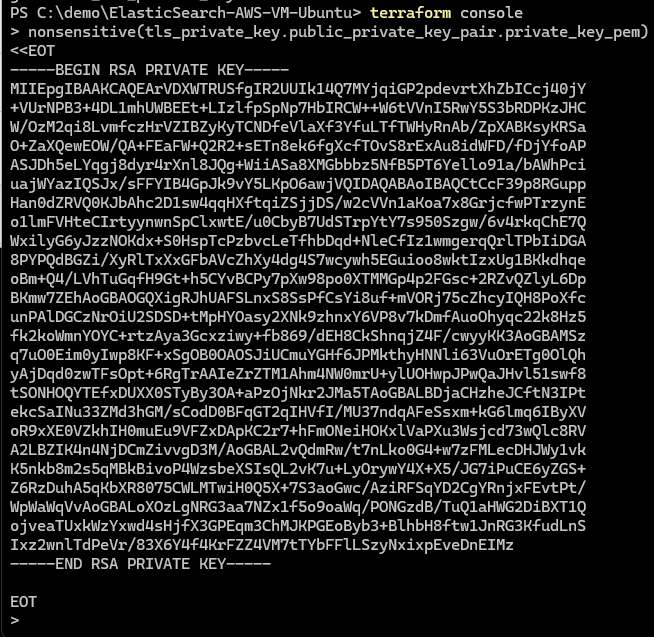 PS C:\demo\ElasticSearch-AWS-VM-Ubuntu> terraform console
> nonsensitive(tls_private_key.public_private_key_pair.private_key_pem)
<<EOT
-----BEGIN RSA PRIVATE KEY-----
MIIEpgIBAAKCAQEArVDXWTRUSfgIR2UUIk14Q7MYjqiGP2pdevrtXhZbICcj40jY
+VUrNPB3+4DL1mhUWBEEt+LIzlfpSpNp7HbIRCW++W6tVVnI5RwY5S3bRDPKzJHC
W/OzM2qi8LvmfczHrVZIBZyKyTCNDfeVlaXf3YfuLTfTWHyRnAb/ZpXABKsyKRSa
O+ZaXQewEOW/QA+FEaFW+Q2R2+sETn8ek6fgXcfTOvS8rExAu8idWFD/fDjYfoAP
ASJDh5eLYqgj8dyr4rXnl8JQg+WiiASa8XMGbbbz5NfB5PT6Yello91a/bAWhPci
uajWYazIQSJx/sFFYIB4GpJk9vY5LKpO6awjVQIDAQABAoIBAQCtCcF39p8RGupp
Han0dZRVQ0KJbAhc2D1sw4qqHXftqiZSjjDS/w2cVVn1aKoa7x8GrjcfwPTrzynE
o1lmFVHteCIrtyynwnSpClxwtE/u0CbyB7UdSTrpYtY7s950Szgw/6v4rkqChE7Q
WxilyG6yJzzNOKdx+S0HspTcPzbvcLeTfhbDqd+NleCfIz1wmgerqQrlTPbIiDGA
8PYPQdBGZi/XyRlTxXxGFbAVcZhXy4dg4S7wcywh5EGuioo8wktIzxUg1BKkdhqe
oBm+Q4/LVhTuGqfH9Gt+h5CYvBCPy7pXw98po0XTMMGp4p2FGsc+2RZvQZlyL6Dp
BKmw7ZEhAoGBAOGQXigRJhUAFSLnxS8SsPfCsYi8uf+mVORj75cZhcyIQH8PoXfc
unPAlDGCzNrOiU2SDSD+tMpHYOasy2XNk9zhnxY6VP8v7kDmfAuoOhyqc22k8Hz5
fk2koWmnYOYC+rtzAya3Gcxziwy+fb869/dEH8CkShnqjZ4F/cwyyKK3AoGBAMSz
q7uO0Eim0yIwp8KF+xSgOB0OAOSJiUCmuYGHf6JPMkthyHNNli63VuOrETg0OlQh
yAjDqd0zwTFsOpt+6RgTrAAIeZrZTM1Ahm4NW0mrU+ylUOHwpJPwQaJHvl51swf8
tSONHOQYTEfxDUXX0STyBy3OA+aPzOjNkr2JMa5TAoGBALBDjaCHzheJCftN3IPt
ekcSaINu33ZMd3hGM/sCodD0BFqGT2qIHVfI/MU37ndqAFeSsxm+kG6lmq6IByXV
oR9xXE0VZkhIH0muEu9VFZxDApKC2r7+hFmONeiHOKxlVaPXu3Wsjcd73wQlc8RV
A2LBZIK4n4NjDCmZivvgD3M/AoGBAL2vQdmRw/t7nLko0G4+w7zFMLecDHJWy1vk
K5nkb8m2s5qMBkBivoP4WzsbeXSIsQL2vK7u+LyOrywY4X+X5/JG7iPuCE6yZGS+
Z6RzDuhA5qKbXR8075CWLMTwiH0Q5X+7S3aoGwc/AziRFSqYD2CgYRnjxFEvtPt/
WpWaWqVvAoGBALoXOzLgNRG3aa7NZx1f5o9oaWq/PONGzdB/TuQ1aHWG2DiBXT1Q
ojveaTUxkWzYxwd4sHjfX3GPEqm3ChMJKPGEoByb3+BlhbH8ftw1JnRG3KfudLnS
Ixz2wnlTdPeVr/83X6Y4f4KrFZZ4VM7tTYbFFlLSzyNxixpEveDnEIMz
-----END RSA PRIVATE KEY-----
EOT
>